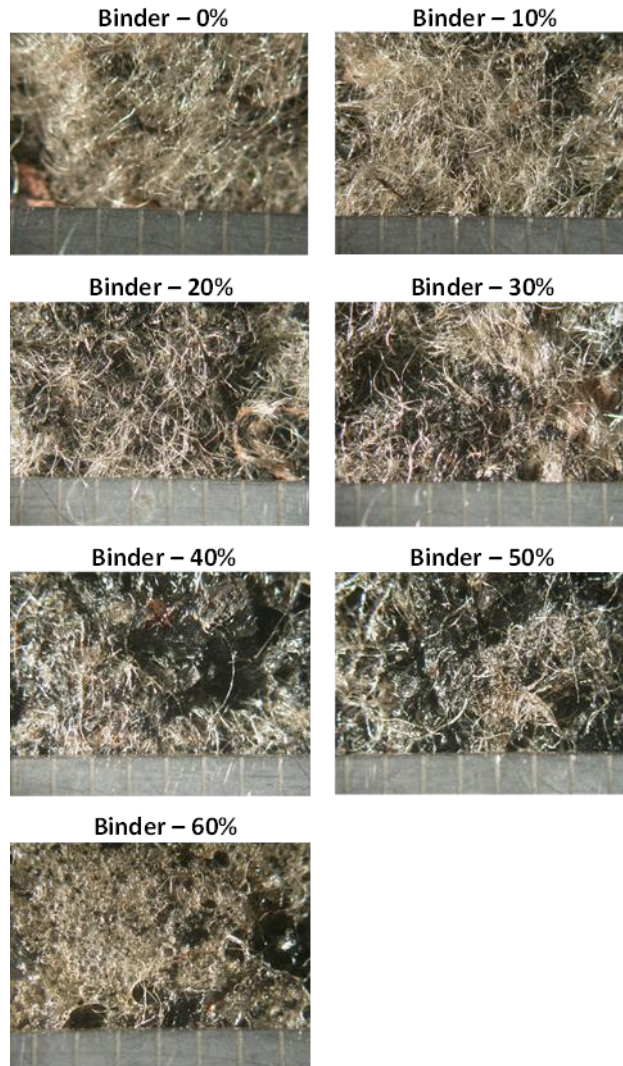 Binder – 0%
Binder – 10%
Binder – 20%
Binder – 30%
Binder – 40%
Binder – 50%
Binder – 60%